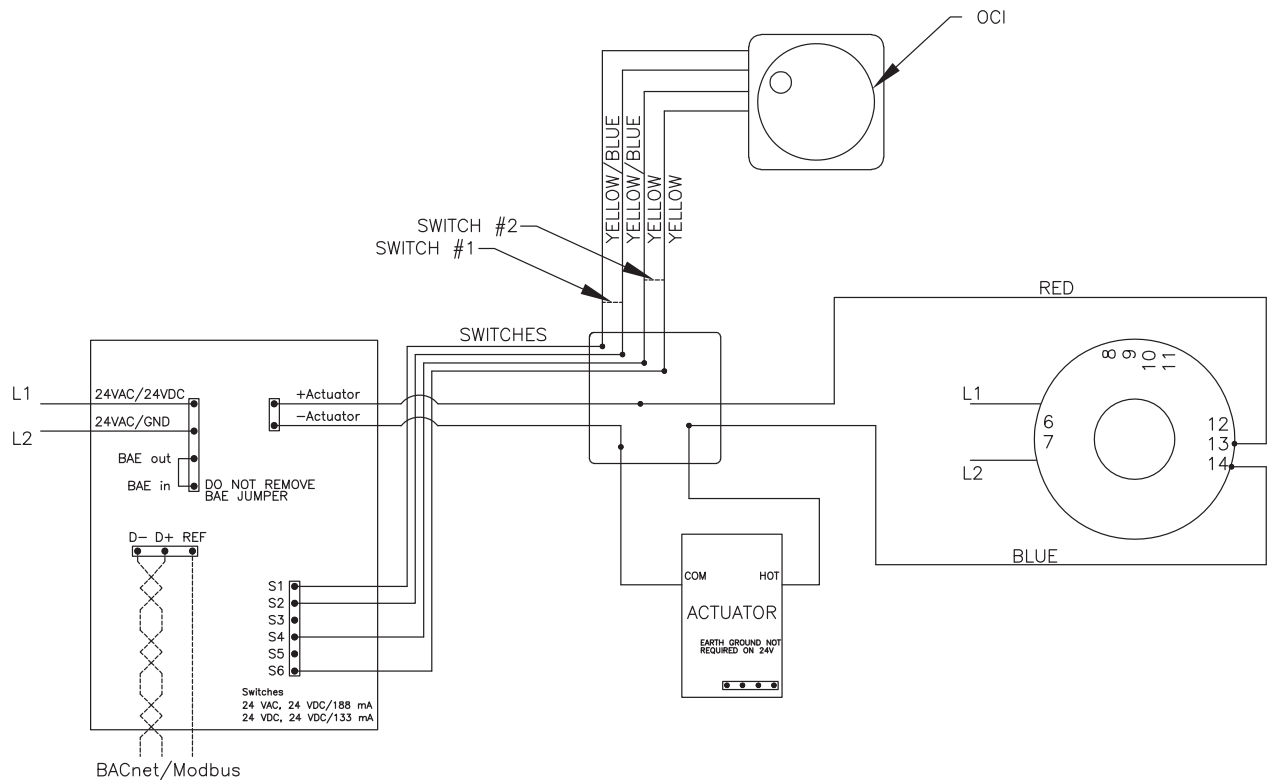 OCI
YELLOW/BLUE
YELLOW/BLUE
YELLOW
YELLOW
SWITCH #2
SWITCH #1
SWITCHES
RED
L1
24VAC/24VDC
+Actuator
24VAC/GND
-Actuator
L2
BAE out
BAE in
DO NOT REMOVE
BAE JUMPER
D- D+ REF
S1
S2
S3
S4
S5
S6
Switches
24 VAC, 24 VDC/188 mA
24 VDC, 24 VDC/133 mA
BACnet/Modbus
COM HOT
ACTUATOR
EARTH GROUND NOT
REQUIRED ON 24V
L1
L2
6
7
8
9
10
11
12
13
14
BLUE